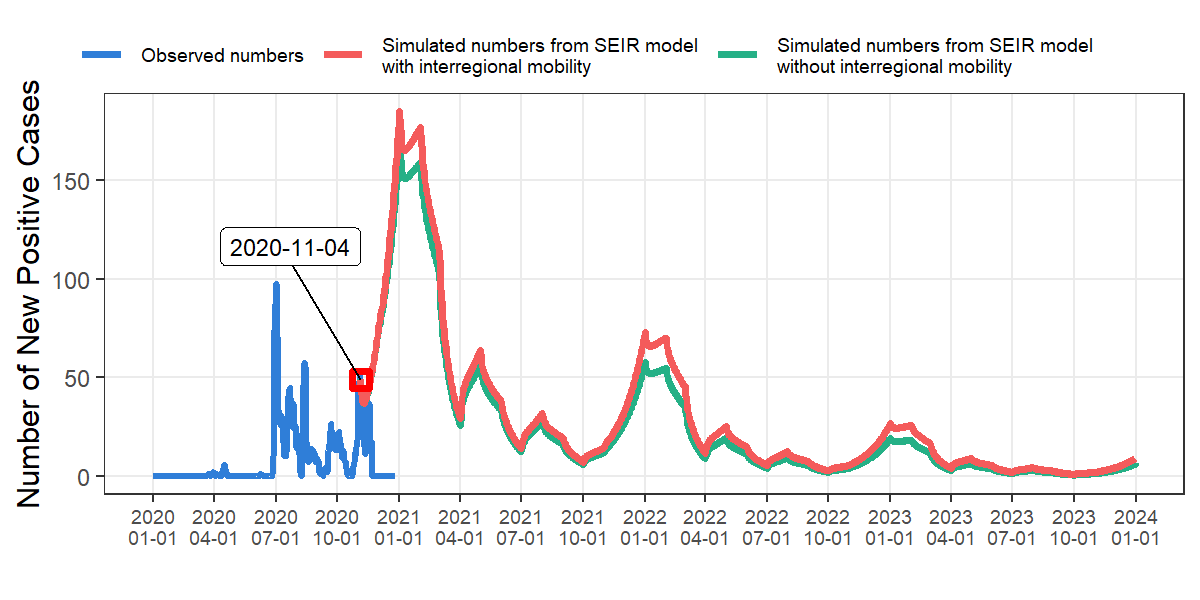 Observed numbers
Simulated numbers from SEIR model
with interregional mobility
Simulated numbers from SEIR model
without interregional mobility
Number of New Positive Cases
150
100
50
0
2020-11-04
2020 2020 2020 2020 2021 2021 2021 2021 2022 2022 2022 2022 2023 2023 2023 2023 2024
01-01 04-01 07-01 10-01 01-01 04-01 07-01 10-01 01-01 04-01 07-01 10-01 01-01 04-01 07-01 10-01 01-01